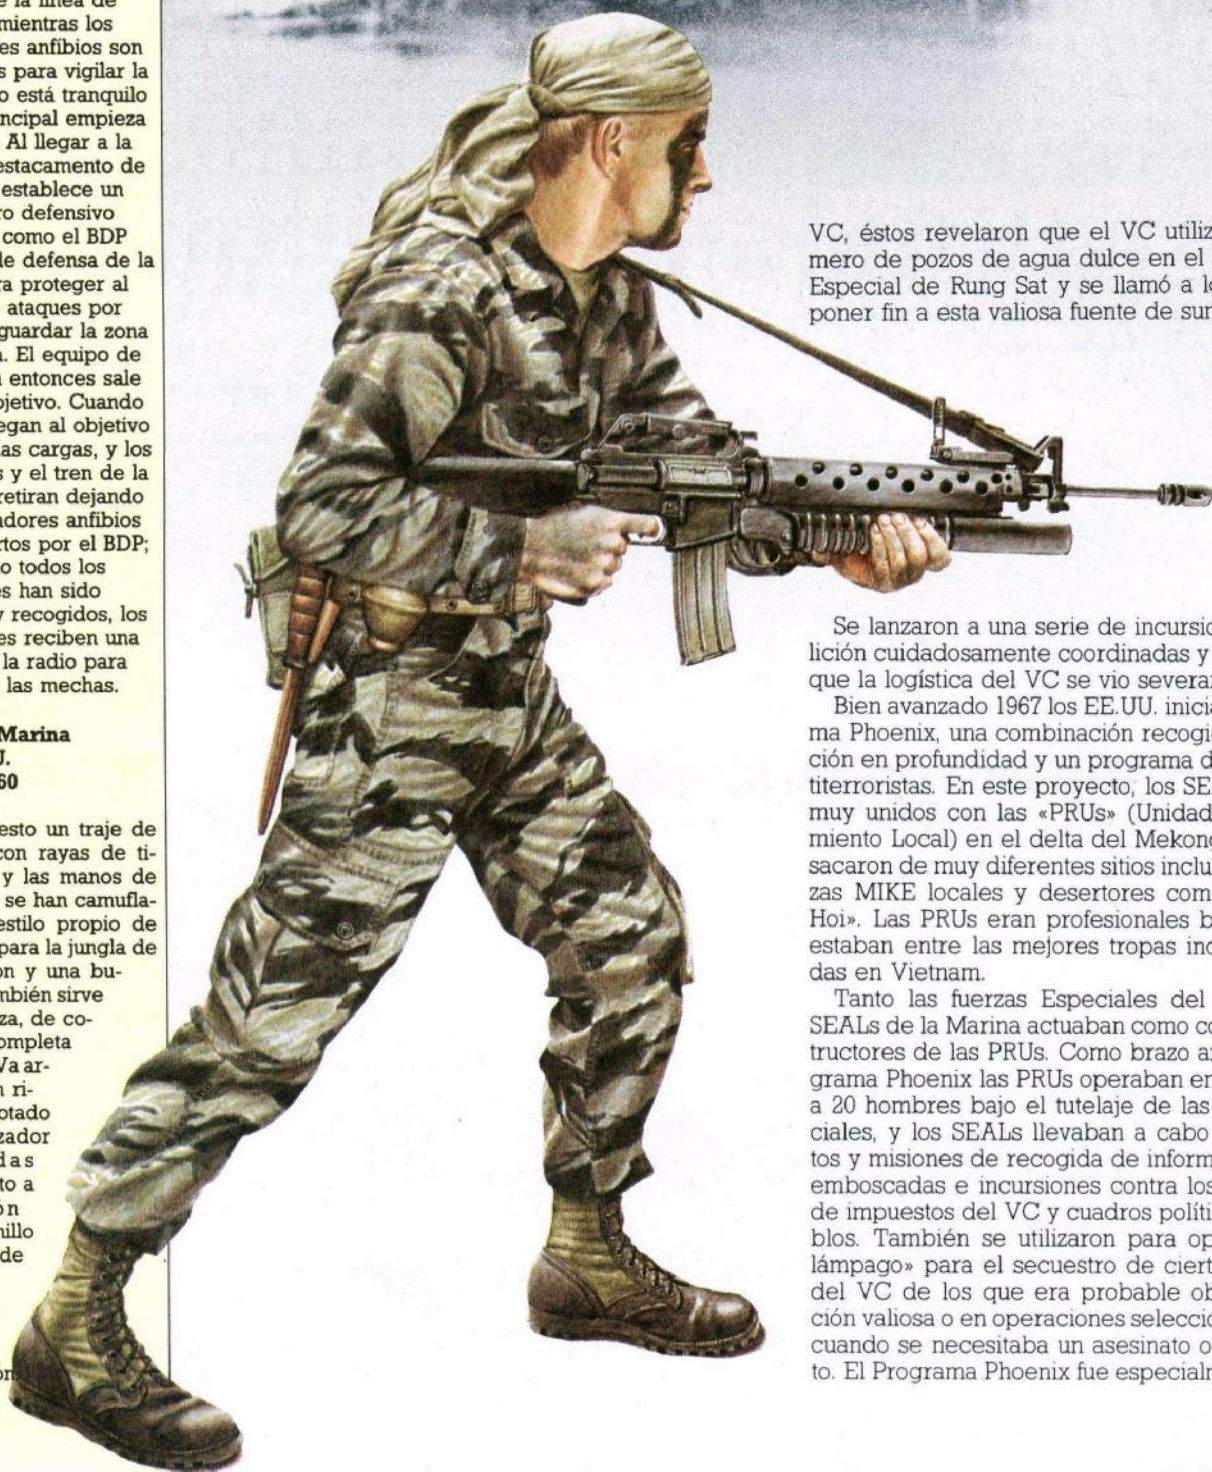 e la línea de
mientras los
es anfibios son
s para vigilar la
o está tranquilo
ncipal empieza
Al llegar a la
estacamento de
establece un
ro defensivo
como el BDP
de defensa de la
ra proteger al
ataques por
guardar la zona
a. El equipo de
n entonces sale
bjetivo. Cuando
egan al objetivo
las cargas, y los
s y el tren de la
retiran dejando
adores anfibios
rtos por el BDP;
o todos los
es han sido
y recogidos, los
es reciben una
la radio para
las mechas.
Marina
J.
60
esto un traje de
con rayas de ti-
y las manos de
se han camufla-
estilo propio de
para la jungla de
on y una bu-
mbién sirve
za, de co-
ompleta
Va ar-
n ri-
otado
zador
das
to a
ón
nillo
de
ón
VC, éstos revelaron que el VC utiliz
mero de pozos de agua dulce en el
Especial de Rung Sat y se llamó a lo
poner fin a esta valiosa fuente de sur
Se lanzaron a una serie de incursio
lición cuidadosamente coordinadas y
que la logística del VC se vio severar
Bien avanzado 1967 los EE.UU. inicia
ma Phoenix, una combinación recogid
ción en profundidad y un programa d
titerroristas. En este proyecto, los SE
muy unidos con las «PRUs» (Unidad
miento Local) en el delta del Mekong
sacaron de muy diferentes sitios inclu
zas MIKE locales y desertores com
Hoi». Las PRUs eran profesionales b
estaban entre las mejores tropas inc
das en Vietnam.
Tanto las fuerzas Especiales del
SEALs de la Marina actuaban como co
tructores de las PRUs. Como brazo ar
grama Phoenix las PRUs operaban en
a 20 hombres bajo el tutelaje de las
ciales, y los SEALs llevaban a cabo
tos y misiones de recogida de inform
emboscadas e incursiones contra los
de impuestos del VC y cuadros políti
blos. También se utilizaron para op
lámpago» para el secuestro de ciert
del VC de los que era probable ob
ción valiosa o en operaciones seleccio
cuando se necesitaba un asesinato o
to. El Programa Phoenix fue especialr